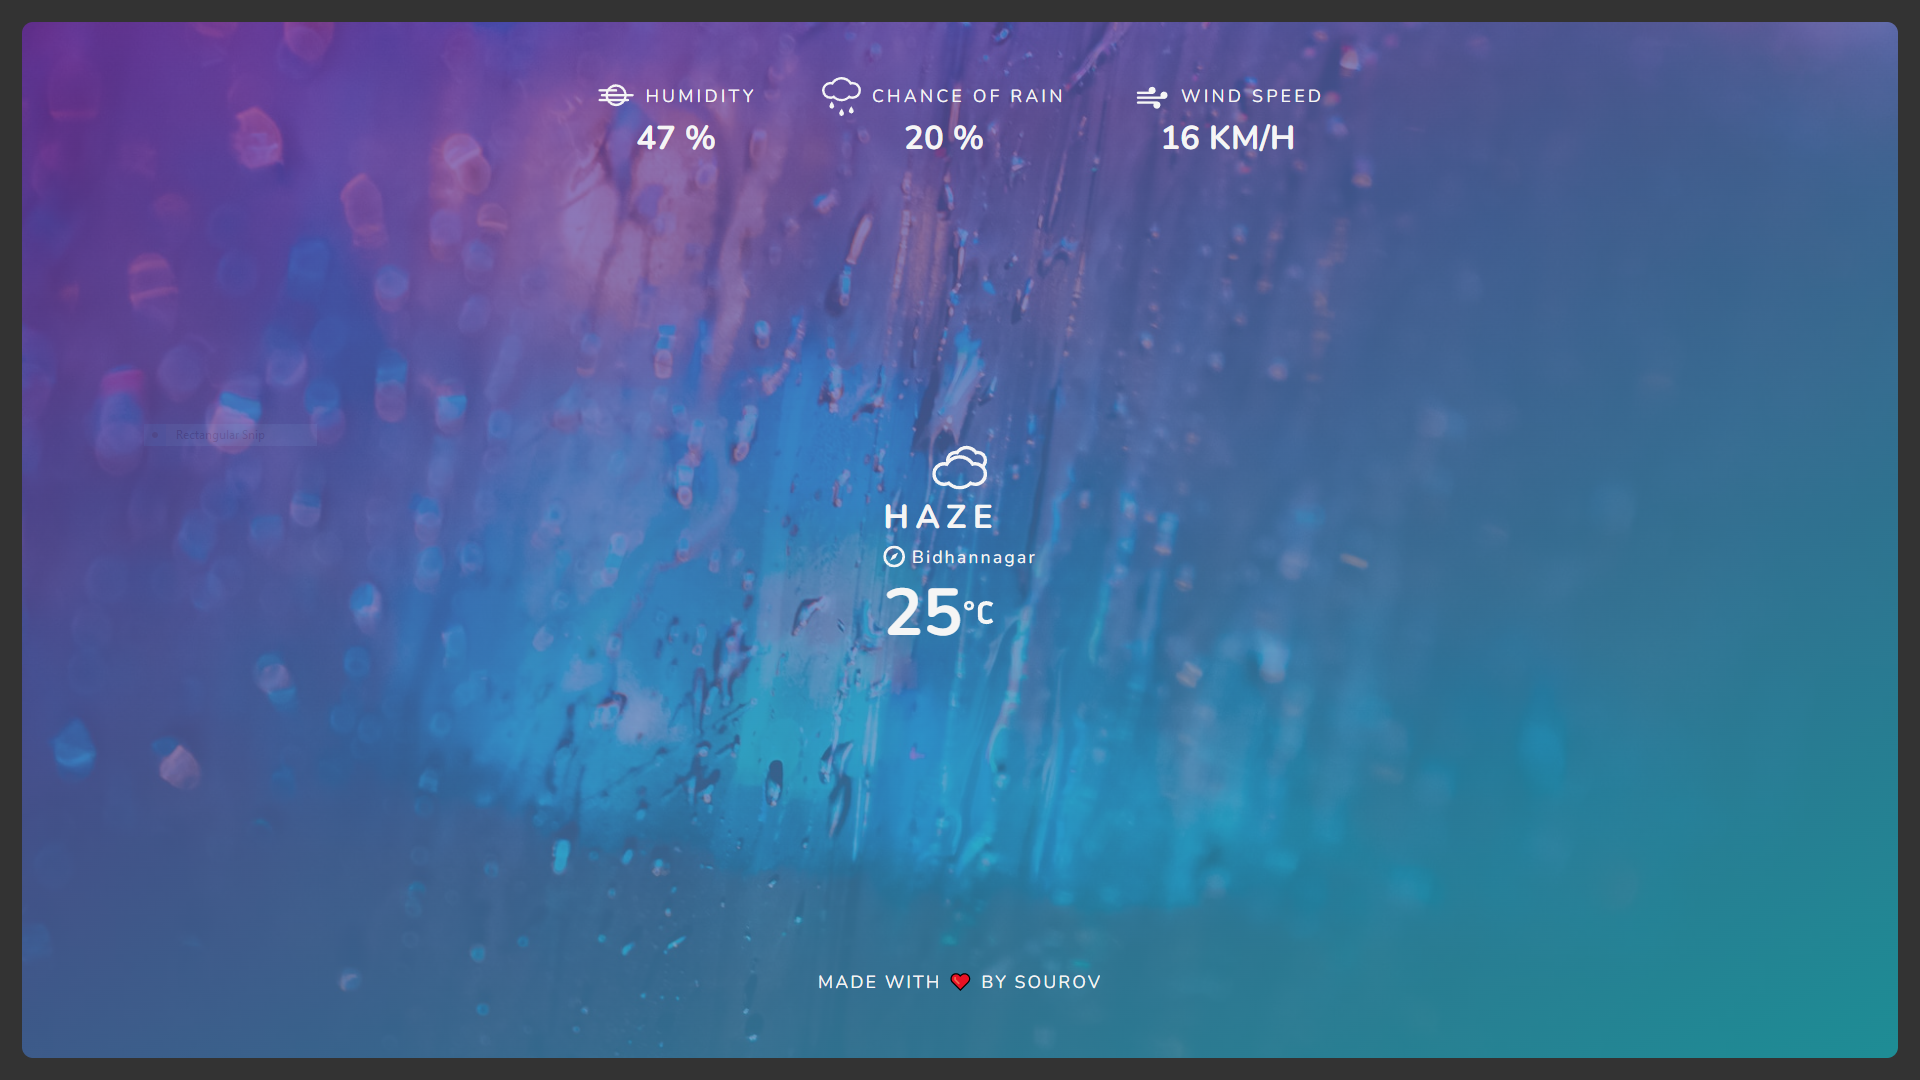 HUMIDITY
47 %
CHANCE OF RAIN
20 %
WIND SPEED
16 KM/H
Rectangular Snip
HAZE
Bidhannagar
25°C
MADE WITH ❤ BY SOUROV